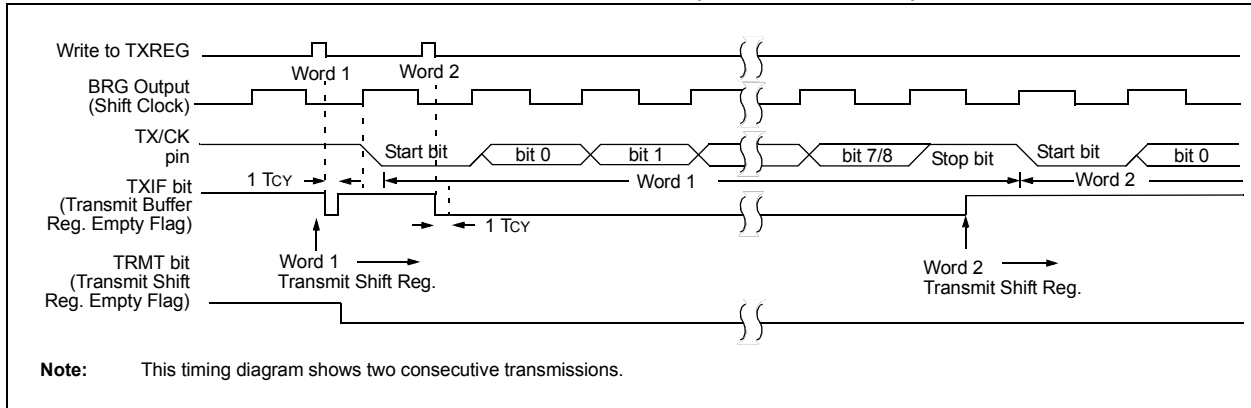 Write to TXREG
Word 1
Word 2
BRG Output
(Shift Clock)
TX/CK
pin
Start bit
bit 0
bit 1
bit 7/8
Stop bit
Start bit
bit 0
1 TCY
Word 1
Word 2
TXIF bit
(Transmit Buffer
Reg. Empty Flag)
1 TCY
Word 1
Transmit Shift Reg.
Word 2
Transmit Shift Reg.
TRMT bit
(Transmit Shift
Reg. Empty Flag)
Note: This timing diagram shows two consecutive transmissions.